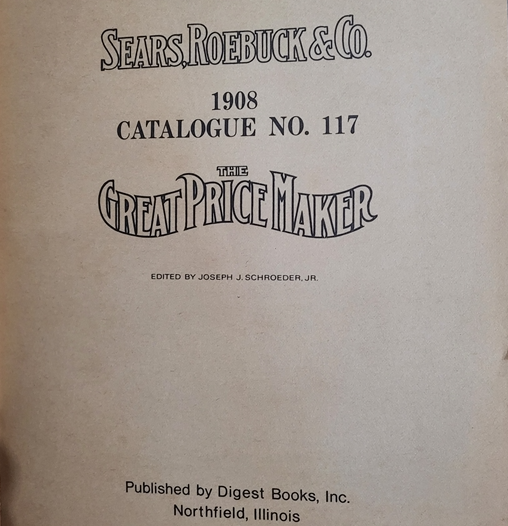 SEARS, ROEBUCK & CO.
1908
CATALOGUE NO. 117
THE
GREAT PRICE MAKER
EDITED BY JOSEPH J. SCHROEDER, JR.
Published by Digest Books, Inc.
Northfield, Illinois